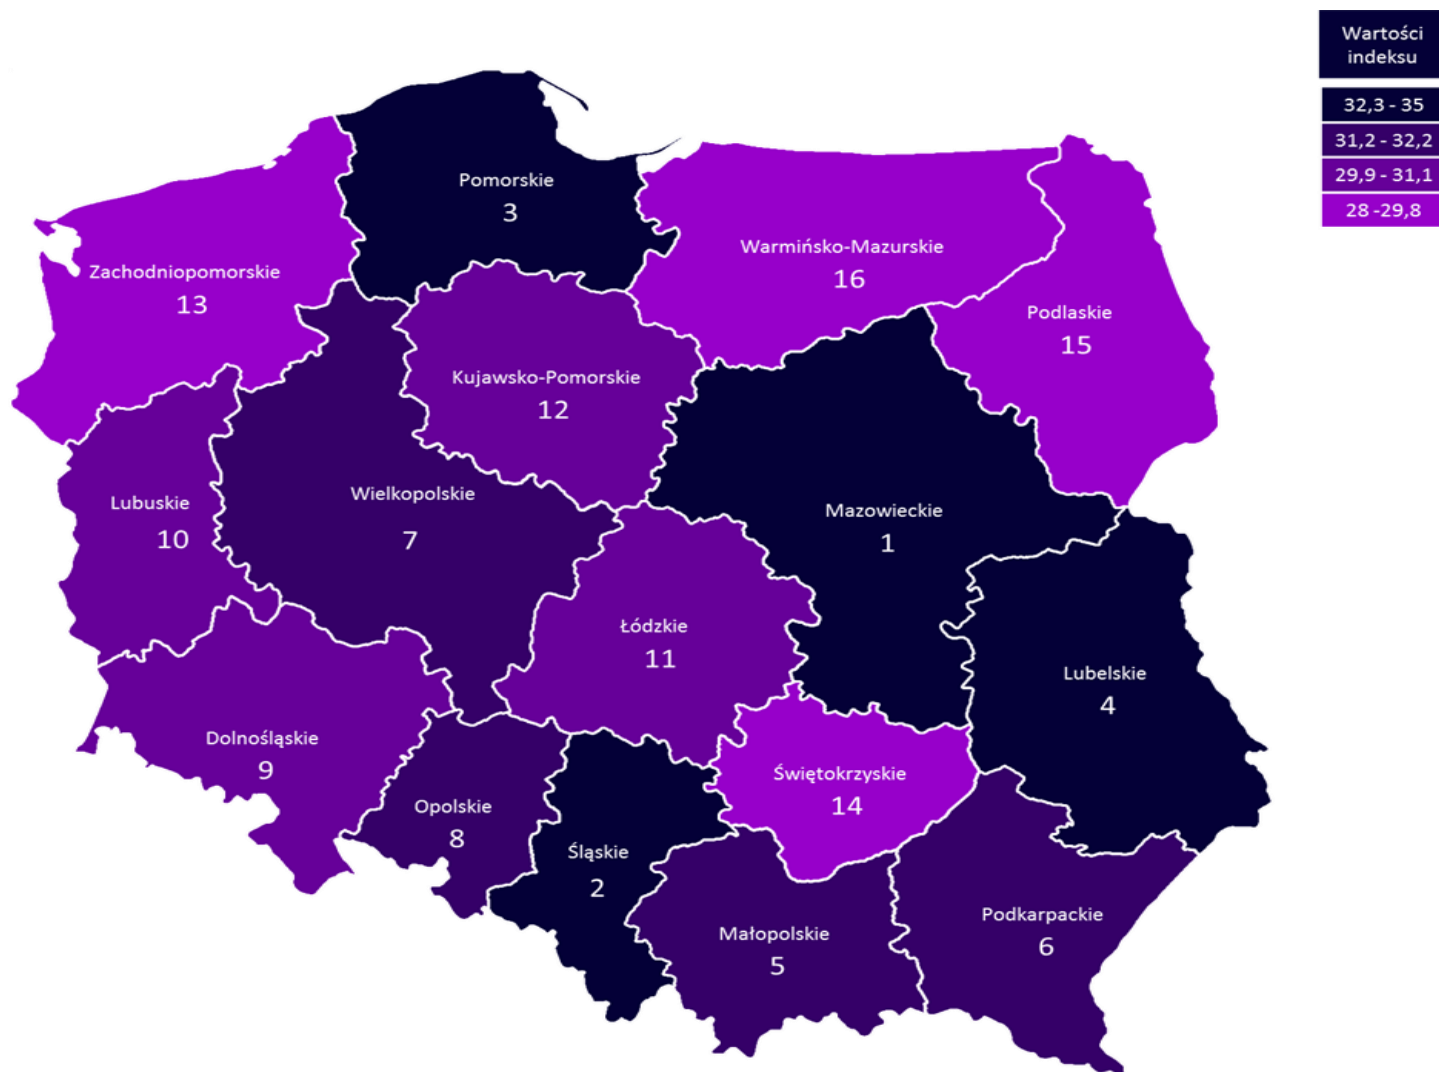 Wartości
indeksu
32,3 - 35
31,2 - 32,2
29,9 - 31,1
28 -29,8
Pomorskie
3
Warmińsko-Mazurskie
16
Zachodniopomorskie
13
Podlaskie
15
Kujawsko-Pomorskie
12
Lubuskie
10
Wielkopolskie
7
Mazowieckie
1
Łódzkie
11
Lubelskie
4
Dolnośląskie
9
Świętokrzyskie
14
Opolskie
8
Śląskie
2
Małopolskie
5
Podkarpackie
6